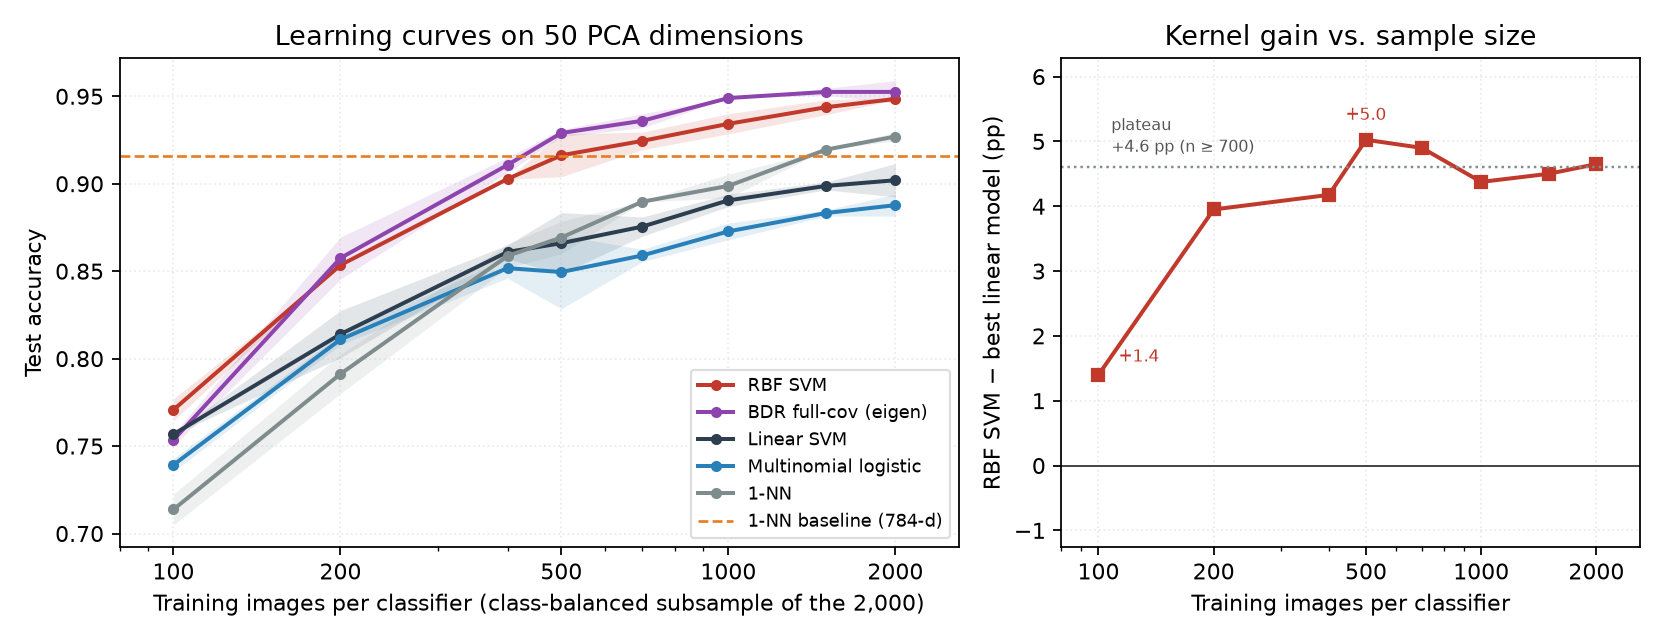 Learning curves on 50 PCA dimensions
Test accuracy
0.95
0.90
0.85
0.80
0.75
0.70
RBF SVM
BDR full-cov (eigen)
Linear SVM
Multinomial logistic
1-NN
1-NN baseline (784-d)
100 200 500 1000 2000
Training images per classifier (class-balanced subsample of the 2,000)
Kernel gain vs. sample size
RBF SVM − best linear model (pp)
6
5
4
3
2
1
0
−1
plateau
+4.6 pp (n ≥ 700)
+5.0
+1.4
100 200 500 1000 2000
Training images per classifier